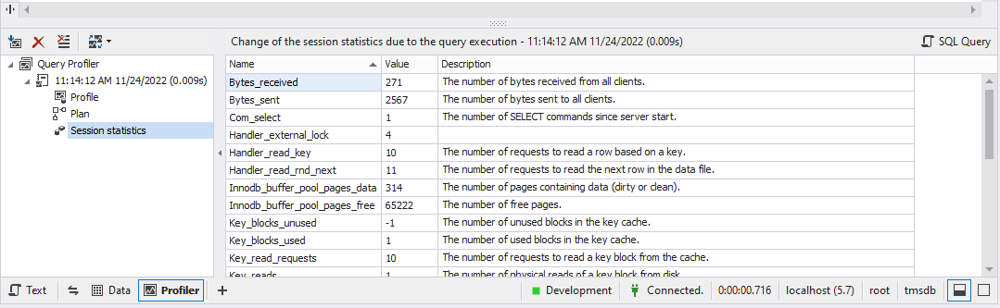 Change of the session statistics due to the query execution - 11:14:12 AM 11/24/2022 (0.009s)
SQL Query
Query Profiler
11:14:12 AM 11/24/2022 (0.009s)
Profile
Plan
Session statistics
Name Value Description
Bytes_received 271 The number of bytes received from all clients.
Bytes_sent 2567 The number of bytes sent to all clients.
Com_select 1 The number of SELECT commands since server start.
Handler_external_lock 4
Handler_read_key 10 The number of requests to read a row based on a key.
Handler_read_rnd_next 11 The number of requests to read the next row in the data file.
Innodb_buffer_pool_pages_data 314 The number of pages containing data (dirty or clean).
Innodb_buffer_pool_pages_free 65222 The number of free pages.
Key_blocks_unused -1 The number of unused blocks in the key cache.
Key_blocks_used 1 The number of used blocks in the key cache.
Key_read_requests 10 The number of requests to read a key block from the cache.
Key_reads 1 The number of physical reads of a key block from disk.
Text Data Profiler Development Connected. 0:00:00.716 localhost (5.7) root tmsdb